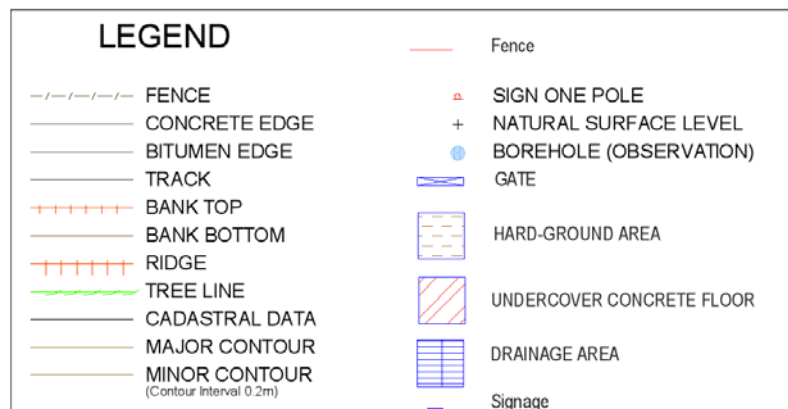 LEGEND
FENCE
CONCRETE EDGE
BITUMEN EDGE
TRACK
BANK TOP
BANK BOTTOM
RIDGE
TREE LINE
CADASTRAL DATA
MAJOR CONTOUR
MINOR CONTOUR
(Contour Interval 0.2m)
Fence
SIGN ONE POLE
NATURAL SURFACE LEVEL
BOREHOLE (OBSERVATION)
GATE
HARD-GROUND AREA
UNDERCOVER CONCRETE FLOOR
DRAINAGE AREA
Signage